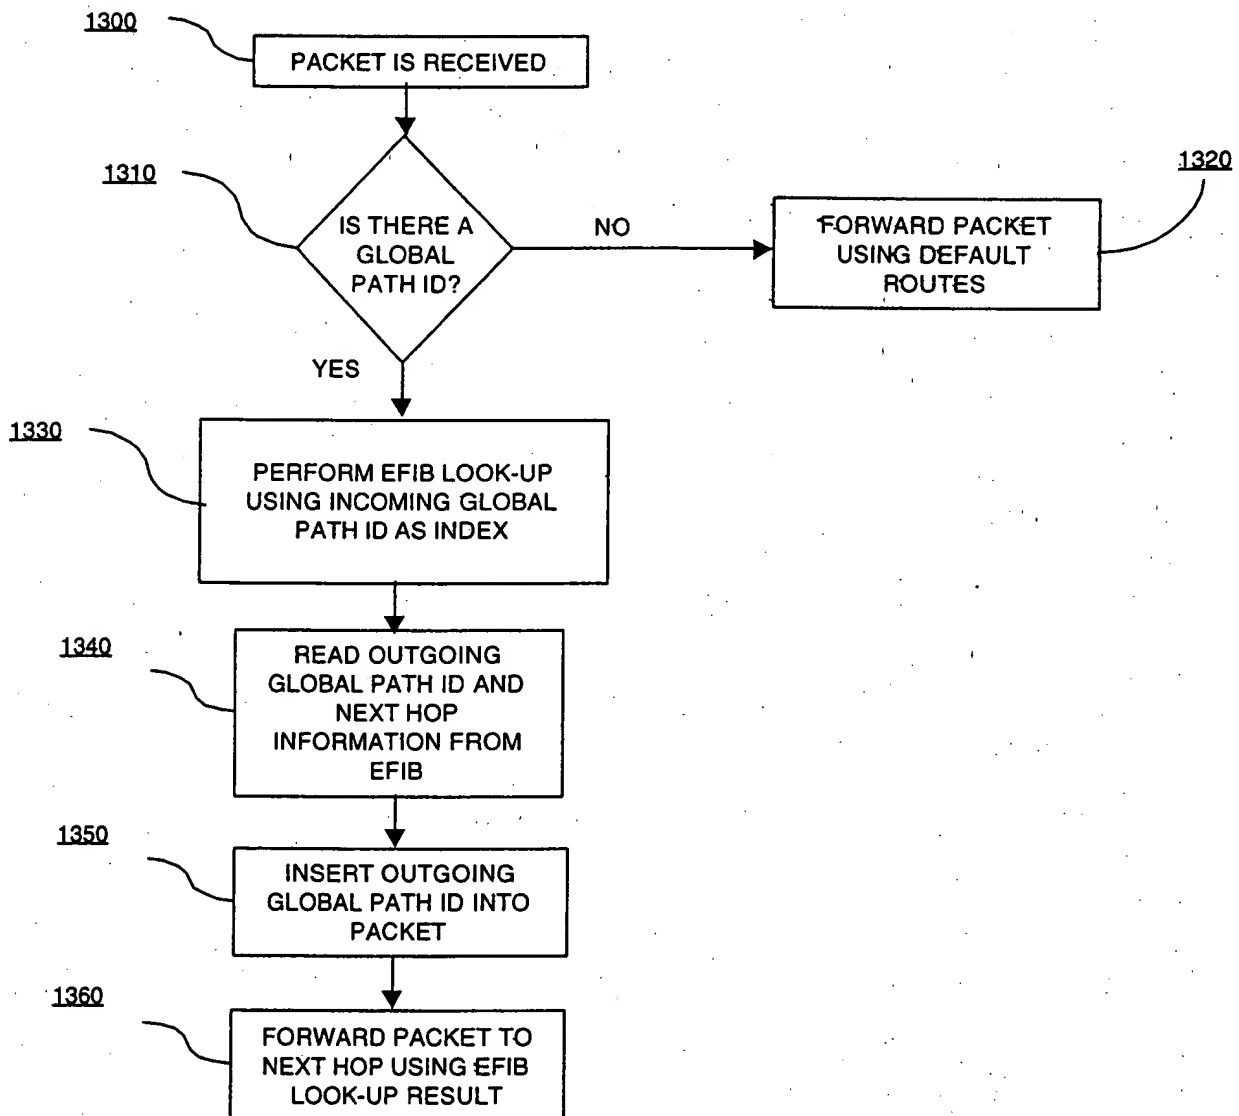 1300
PACKET IS RECEIVED
1310
IS THERE A
GLOBAL
PATH ID?
NO
1320
FORWARD PACKET
USING DEFAULT
ROUTES
YES
1330
PERFORM EFIB LOOK-UP
USING INCOMING GLOBAL
PATH ID AS INDEX
1340
READ OUTGOING
GLOBAL PATH ID AND
NEXT HOP
INFORMATION FROM
EFIB
1350
INSERT OUTGOING
GLOBAL PATH ID INTO
PACKET
1360
FORWARD PACKET TO
NEXT HOP USING EFIB
LOOK-UP RESULT